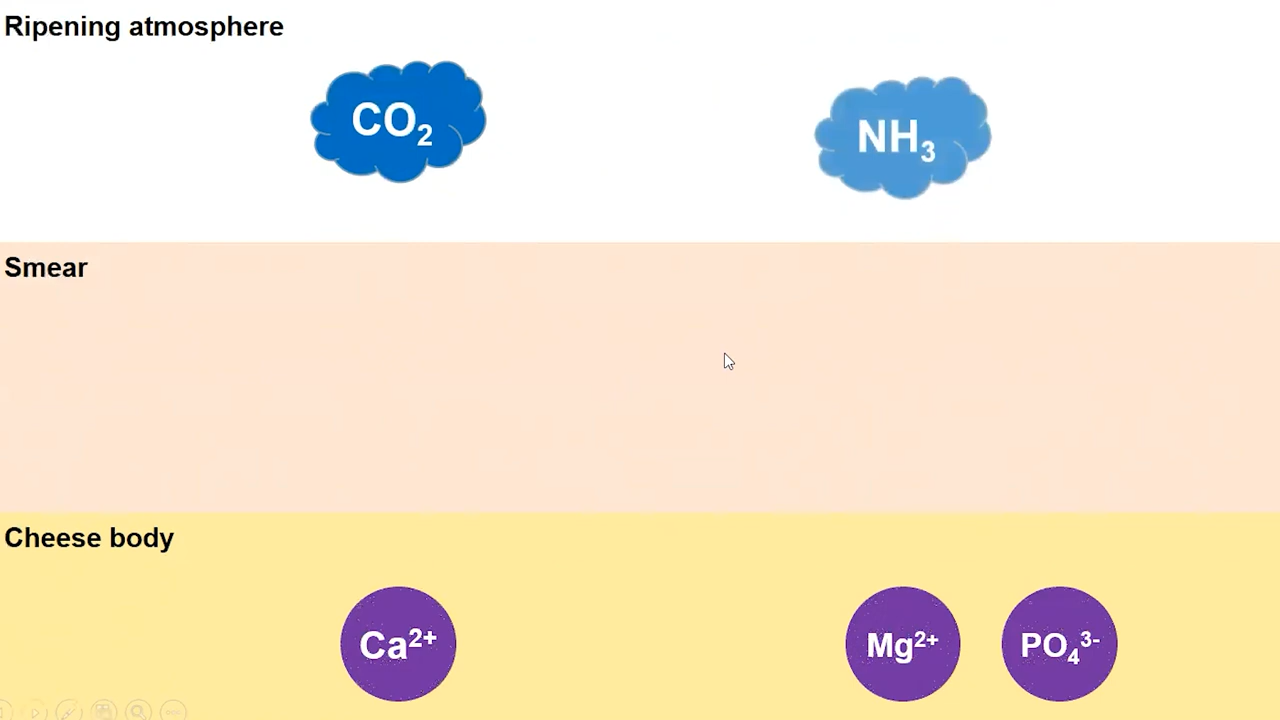 Ripening atmosphere
CO₂
NH₃
Smear
Cheese body
Ca²⁺
Mg²⁺
PO₄³⁻